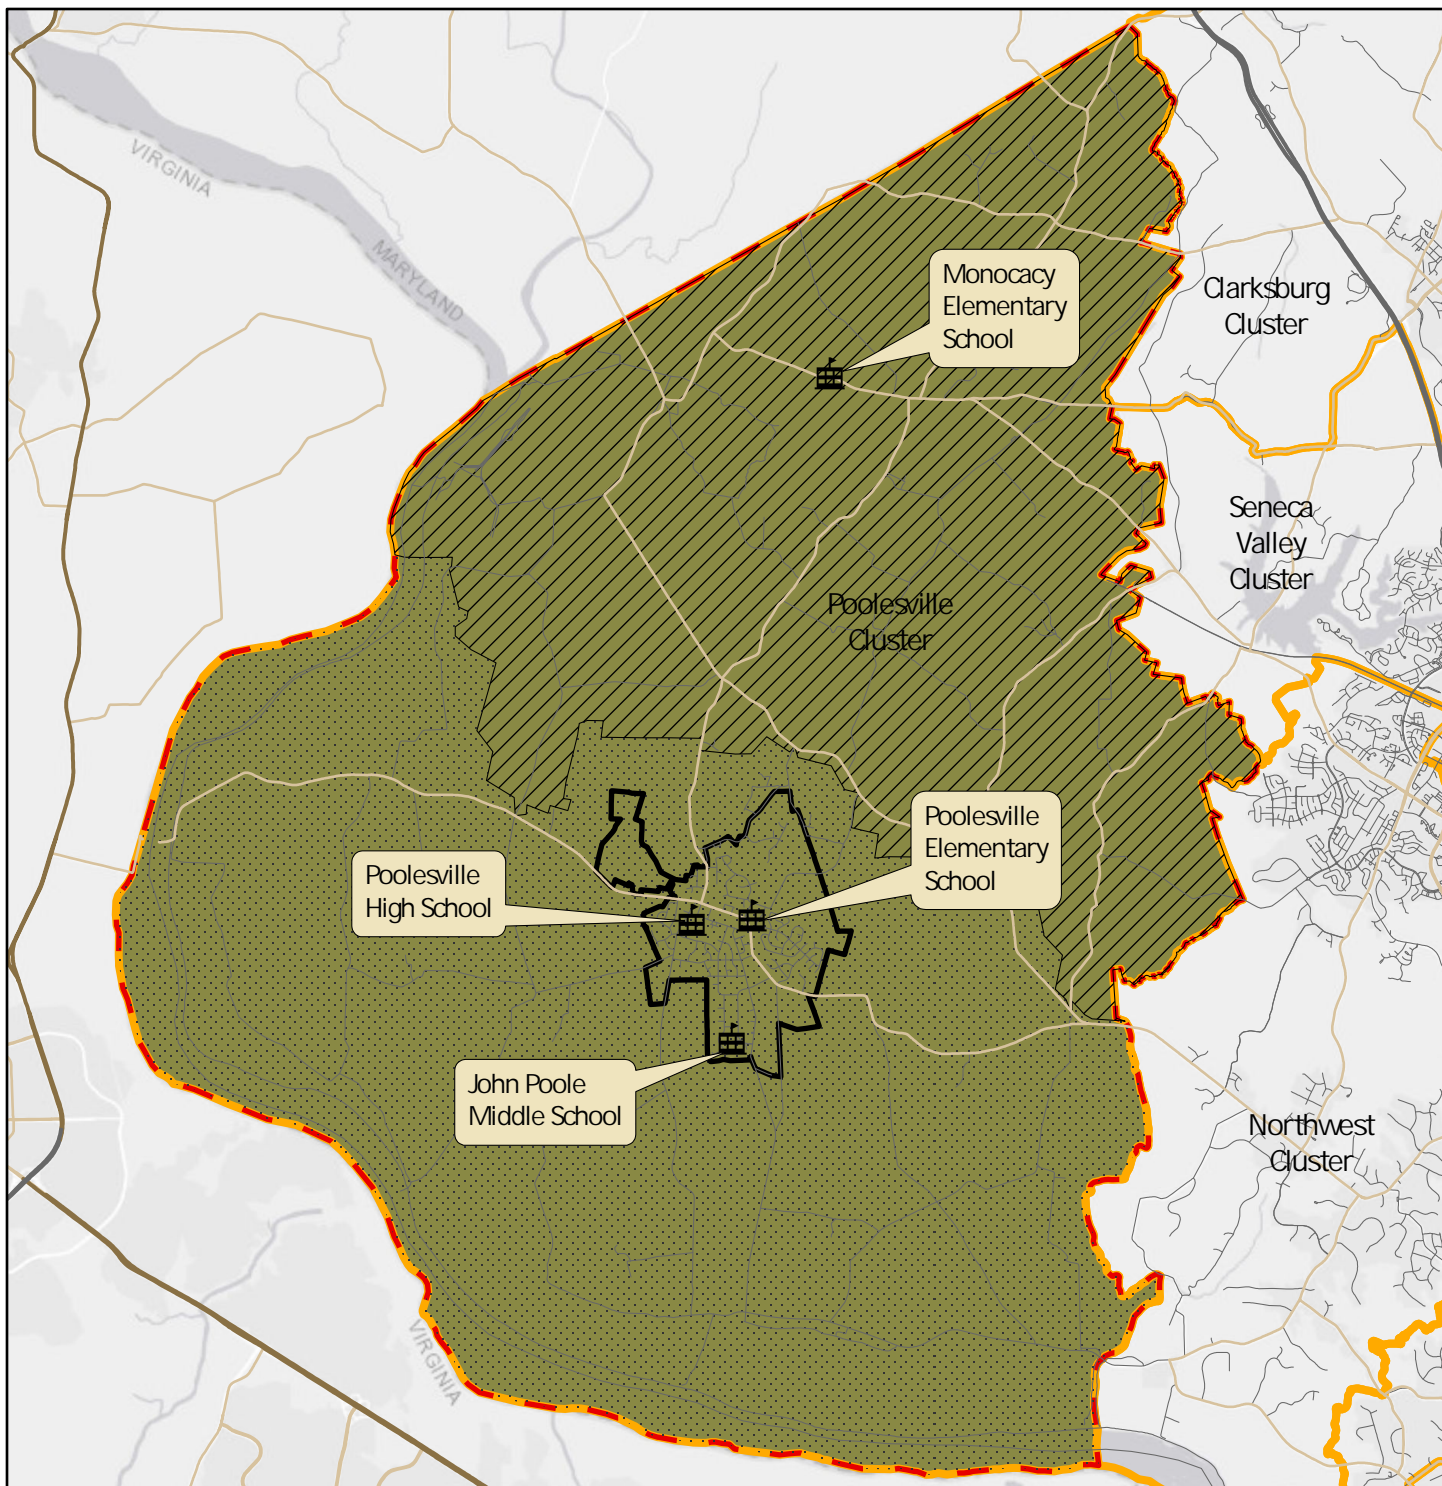 VIRGINIA
MARYLAND
Monocacy
Elementary
School
Clarksburg
Cluster
Seneca
Valley
Cluster
Poolesville
Cluster
Poolesville
Elementary
School
Poolesville
High School
John Poole
Middle School
Northwest
Cluster
VIRGINIA